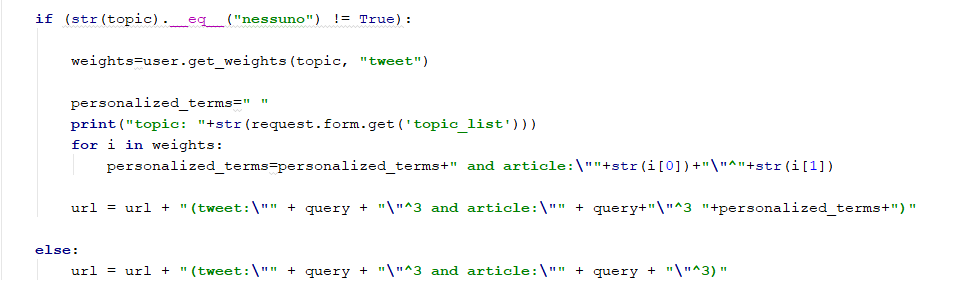 if (str(topic).__eq__("nessuno") != True):
weights=user.get_weights(topic, "tweet")
personalized_terms=" "
print("topic: "+str(request.form.get('topic_list')))
for i in weights:
personalized_terms=personalized_terms+" and article:\""+str(i[0])+"\"^"+str(i[1])
url = url + "(tweet:\"" + query + "\"^3 and article:\"" + query+"\"^3 "+personalized_terms+")"
else:
url = url + "(tweet:\"" + query + "\"^3 and article:\"" + query + "\"^3)"